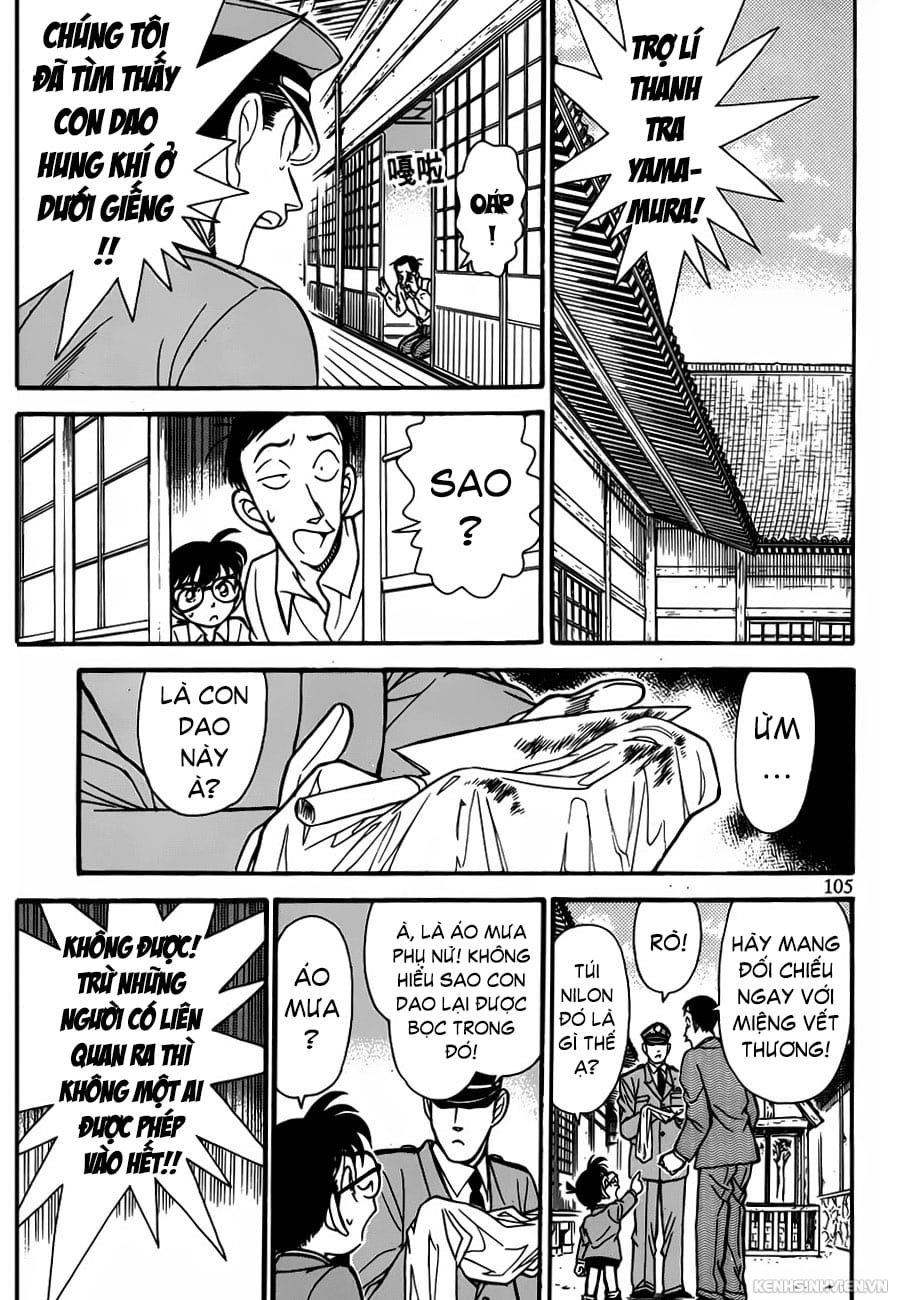 TRỢ LÍ
THANH
TRA
YAMA-
MURA!
CHÚNG TÔI
ĐÃ TÌM THẤY
CON DAO
HUNG KHÍ Ở
DƯỚI GIẾNG
!!
嘎啦
OÁP
!
SAO
?
ỪM
...
LÀ CON
DAO
NÀY
À?
105
HÃY MANG
ĐỐI CHIẾU
NGAY VỚI
MIỆNG VẾT
THƯƠNG!
RÕ!
TÚI
NILON
ĐÓ LÀ
GÌ THẾ
Ạ?
À, LÀ ÁO MƯA
PHỤ NỮ! KHÔNG
HIỂU SAO CON
DAO LẠI ĐƯỢC
BỌC TRONG
ĐÓ!
ÁO
MƯA
?
KHÔNG ĐƯỢC!
TRỪ NHỮNG
NGƯỜI CÓ LIÊN
QUAN RA THÌ
KHÔNG MỘT AI
ĐƯỢC PHÉP
VÀO HẾT!!
KENHSINHVIEN.VN